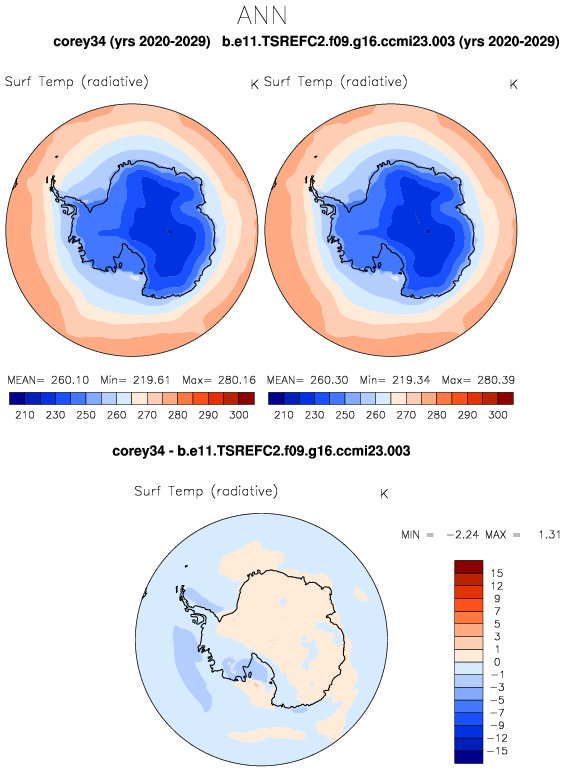 ANN
corey34 (yrs 2020-2029) b.e11.TSREFC2.f09.g16.ccmi23.003 (yrs 2020-2029)
Surf Temp (radiative) K Surf Temp (radiative) K
MEAN= 260.10 Min= 219.61 Max= 280.16 MEAN= 260.30 Min= 219.34 Max= 280.39
210 230 250 260 270 280 290 300 210 230 250 260 270 280 290 300
corey34 - b.e11.TSREFC2.f09.g16.ccmi23.003
Surf Temp (radiative) K
MIN = -2.24 MAX = 1.31
15
12
9
7
5
3
1
0
-1
-3
-5
-7
-9
-12
-15